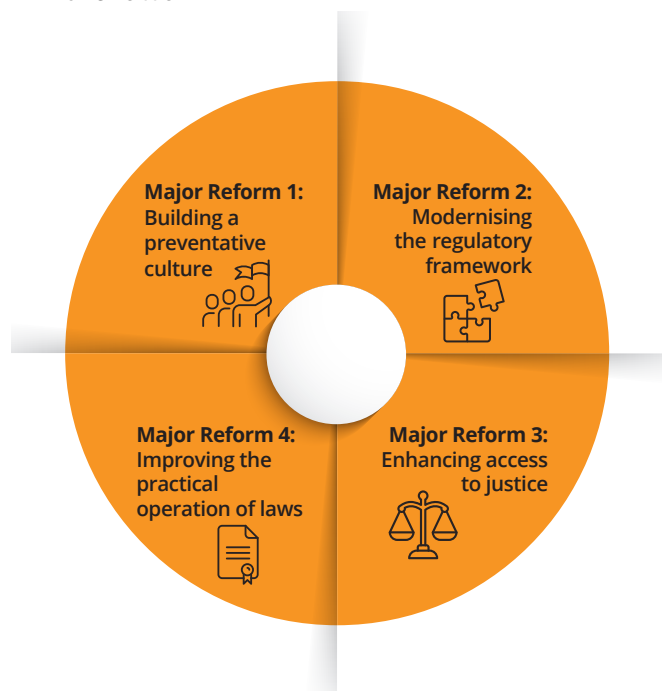 Major Reform 1:
Building a
preventative
culture
Major Reform 2:
Modernising
the regulatory
framework
Major Reform 4:
Improving the
practical
operation of laws
Major Reform 3:
Enhancing access
to justice